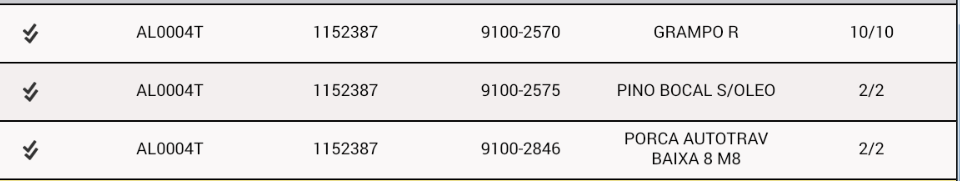 AL0004T 1152387 9100-2570 GRAMPO R 10/10
AL0004T 1152387 9100-2575 PINO BOCAL S/OLEO 2/2
AL0004T 1152387 9100-2846 PORCA AUTOTRAV
BAIXA 8 M8 2/2